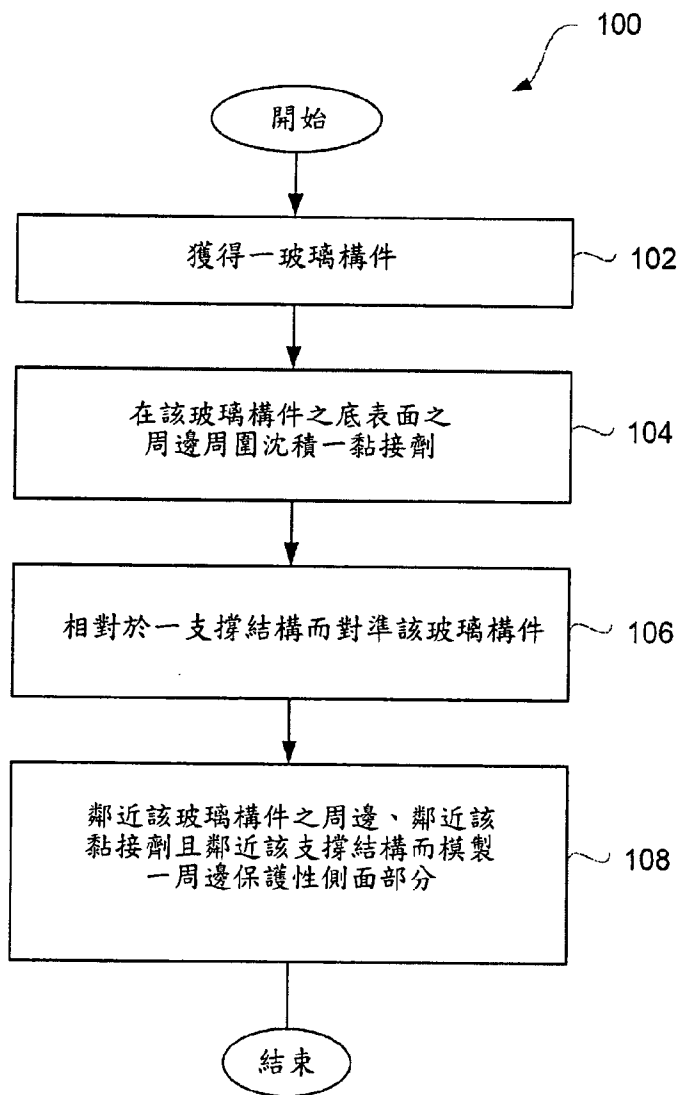 100
開始
獲得一玻璃構件
102
在該玻璃構件之底表面之
周邊周圍沈積一黏接劑
104
相對於一支撐結構而對準該玻璃構件
106
鄰近該玻璃構件之周邊、鄰近該
黏接劑且鄰近該支撐結構而模製
一周邊保護性側面部分
108
結束